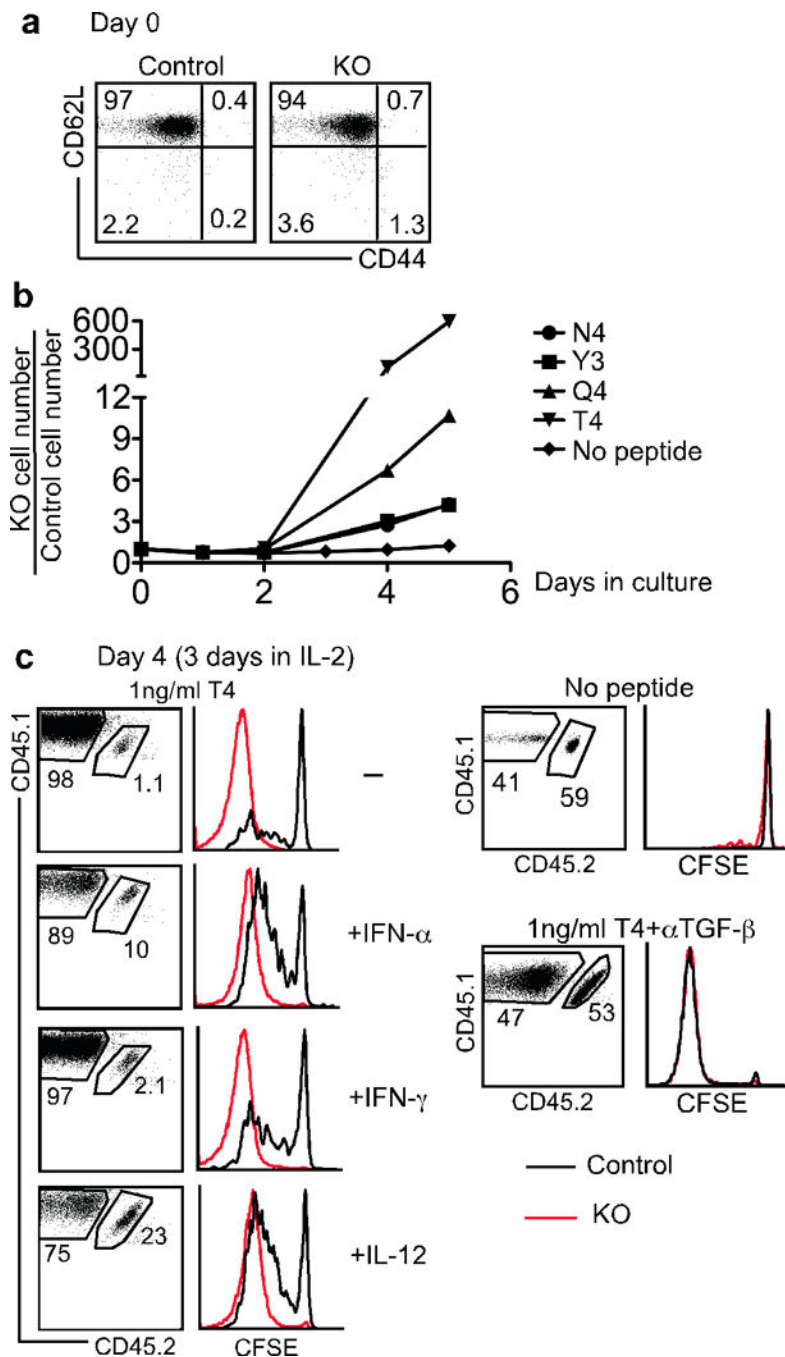 a Day 0
Control KO
97 0.4 94 0.7
2.2 0.2 3.6 1.3
CD62L
CD44
b
KO cell number
Control cell number
600
300
12
9
6
3
0
0 2 4 6
Days in culture
N4
Y3
Q4
T4
No peptide
c Day 4 (3 days in IL-2)
1ng/ml T4
CD45.1
98 1.1
–
89 10
+IFN-α
97 2.1
+IFN-γ
75 23
+IL-12
CD45.2 CFSE
No peptide
CD45.1
41 59
CD45.2 CFSE
1ng/ml T4+αTGF-β
CD45.1
47 53
CD45.2 CFSE
Control
KO